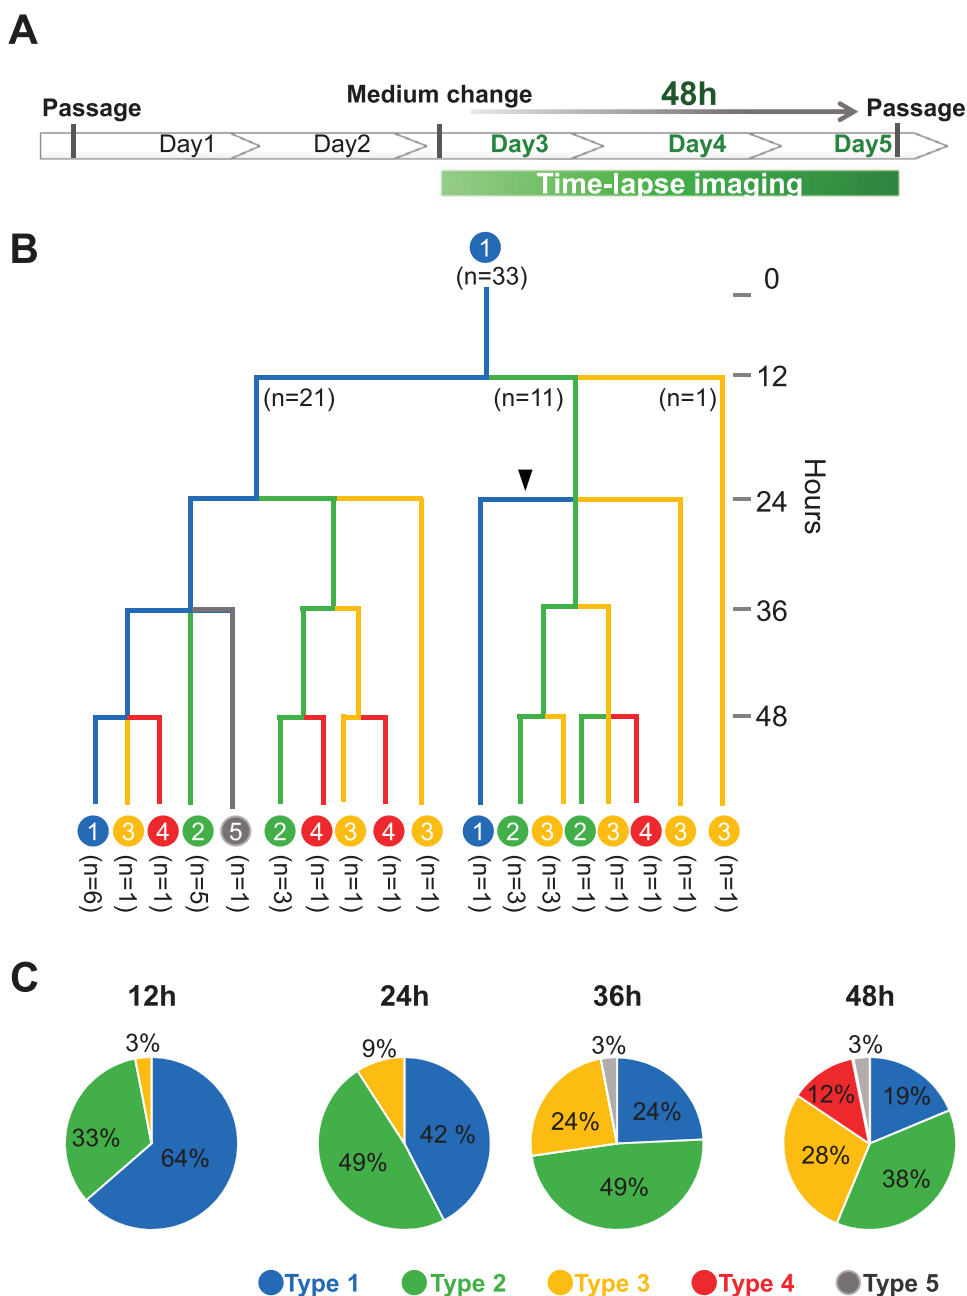 A
Passage
Medium change
48h
Passage
Day1
Day2
Day3
Day4
Day5
Time-lapse imaging
B
1
(n=33)
0
12
(n=21)
(n=11)
(n=1)
24
Hours
36
48
1 3 4 2 5 2 4 3 4 3 1 2 3 2 3 4 3 3
(n=6) (n=1) (n=1) (n=5) (n=1) (n=3) (n=1) (n=1) (n=1) (n=1) (n=1) (n=3) (n=3) (n=1) (n=1) (n=1) (n=1) (n=1)
C
12h
24h
36h
48h
3%
33%
64%
9%
42 %
49%
3%
24%
24%
49%
3%
12%
19%
28%
38%
Type 1
Type 2
Type 3
Type 4
Type 5